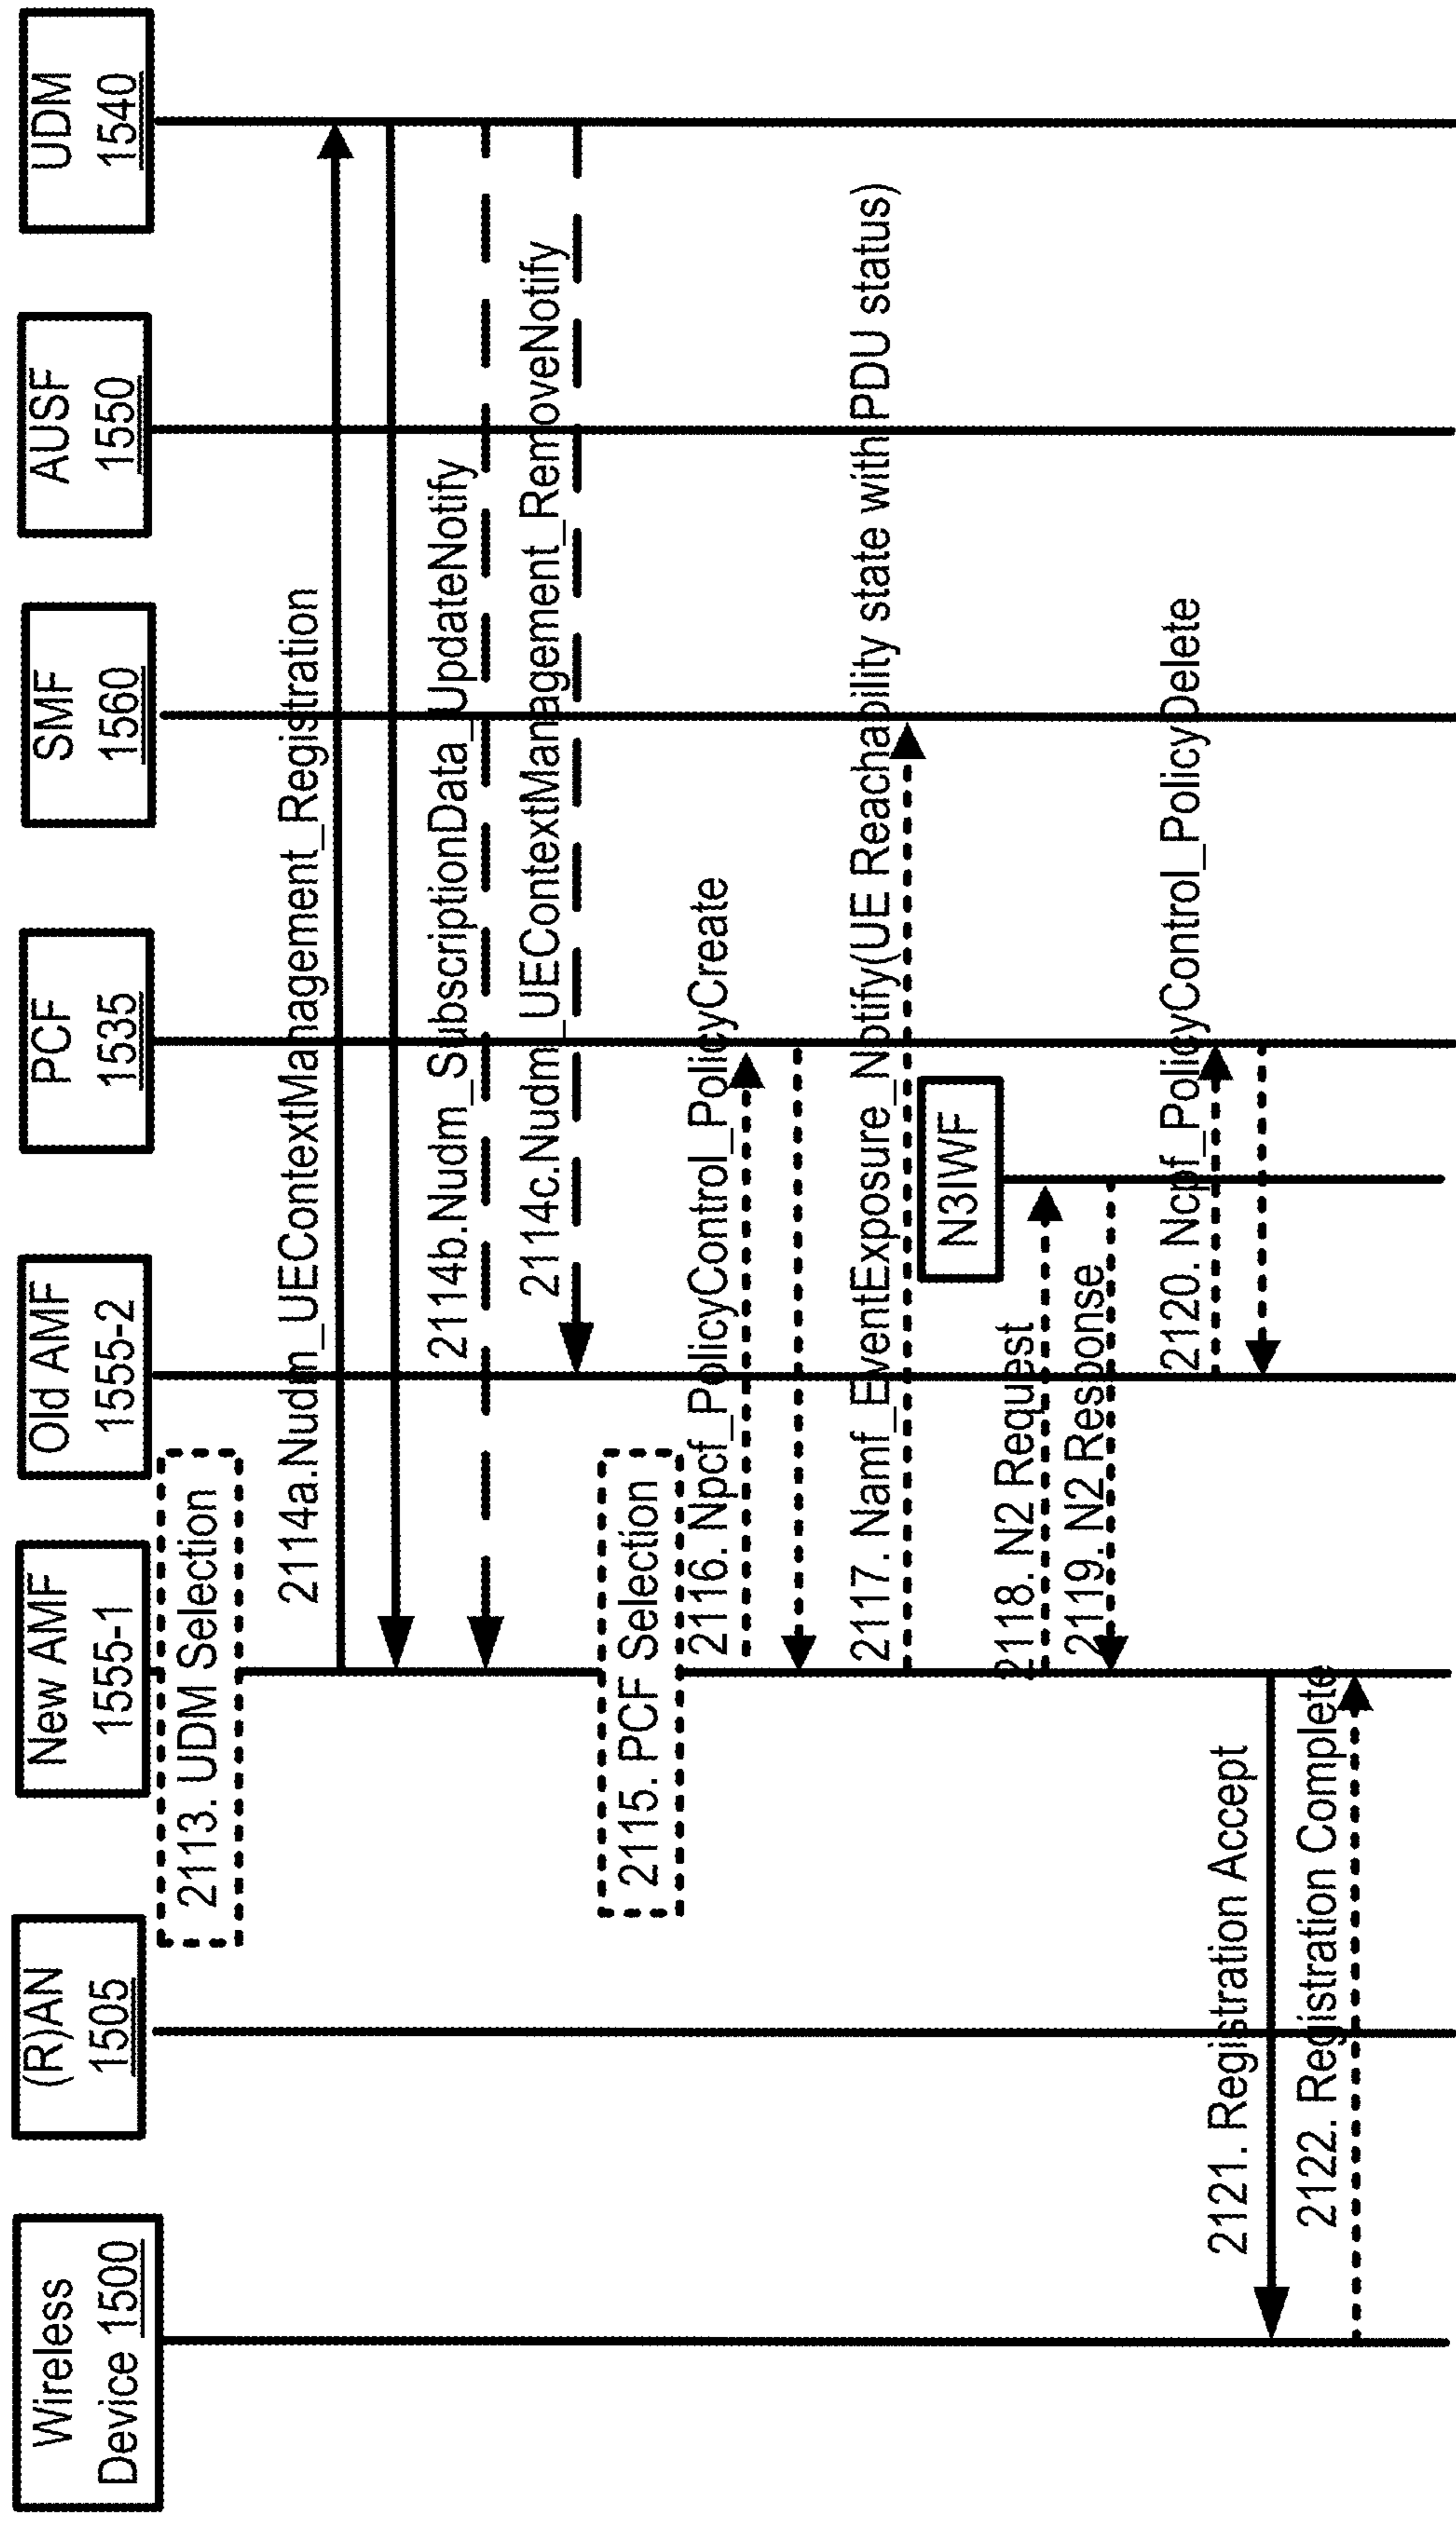 Wireless
Device 1500
(R)AN
1505
New AMF
1555-1
Old AMF
1555-2
PCF
1535
SMF
1560
AUSF
1550
UDM
1540
2113. UDM Selection
2114a.Nudm_UEContextManagement_Registration
2114b.Nudm_SubscriptionData_UpdateNotify
2114c.Nudm_UEContextManagement_RemoveNotify
2115. PCF Selection
2116. Npcf_PolicyControl_PolicyCreate
2117. Namf_EventExposure_Notify(UE Reachability state with PDU status)
N3IWF
2118. N2 Request
2119. N2 Response
2120. Ncpf_PolicyControl_PolicyDelete
2121. Registration Accept
2122. Registration Complete